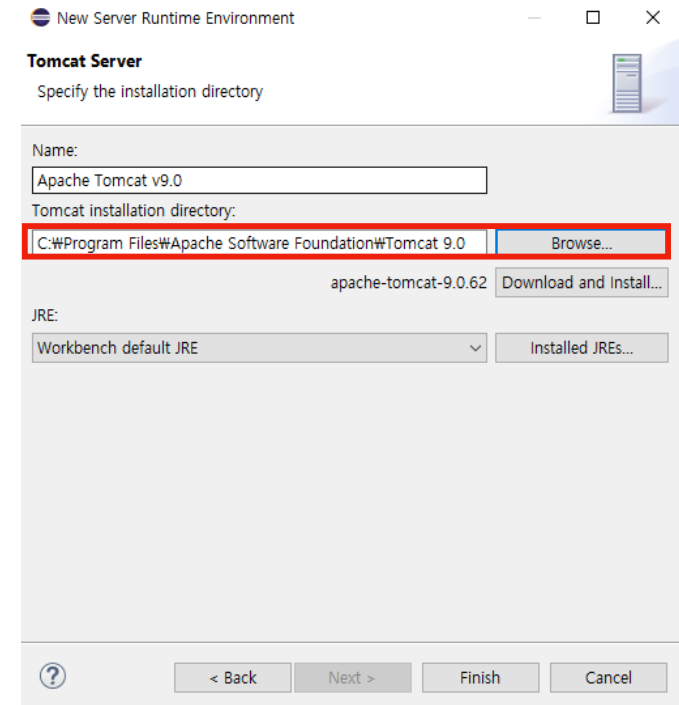 New Server Runtime Environment
Tomcat Server
Specify the installation directory
Name:
Apache Tomcat v9.0
Tomcat installation directory:
C:₩Program Files₩Apache Software Foundation₩Tomcat 9.0 Browse...
apache-tomcat-9.0.62 Download and Install...
JRE:
Workbench default JRE Installed JREs...
? < Back Next > Finish Cancel